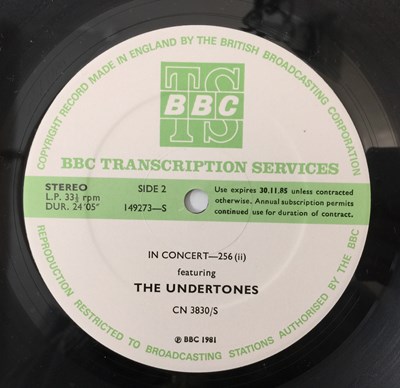 COPYRIGHT RECORD MADE IN ENGLAND BY THE BRITISH BROADCASTING CORPORATION
TS
BBC
BBC TRANSCRIPTION SERVICES
STEREO
L.P. 33⅓ rpm
DUR. 24'05"
SIDE 2
149273—S
Use expires 30.11.85 unless contracted
otherwise. Annual subscription permits
continued use for duration of contract.
IN CONCERT—256 (ii)
featuring
THE UNDERTONES
CN 3830/S
℗ BBC 1981
REPRODUCTION RESTRICTED TO BROADCASTING STATIONS AUTHORISED BY THE BBC